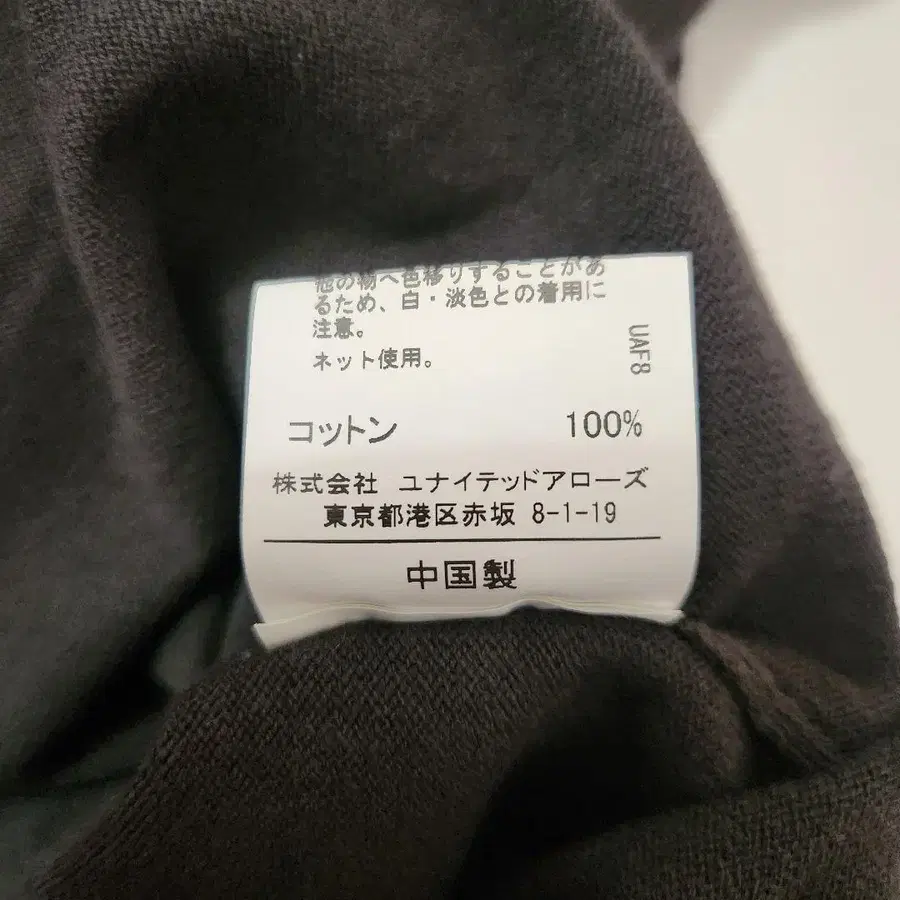 他の物へ色移りすることがあ
るため、白・淡色との着用に
注意。
ネット使用。
UAF8
コットン 100%
株式会社 ユナイテッドアローズ
東京都港区赤坂 8-1-19
中国製